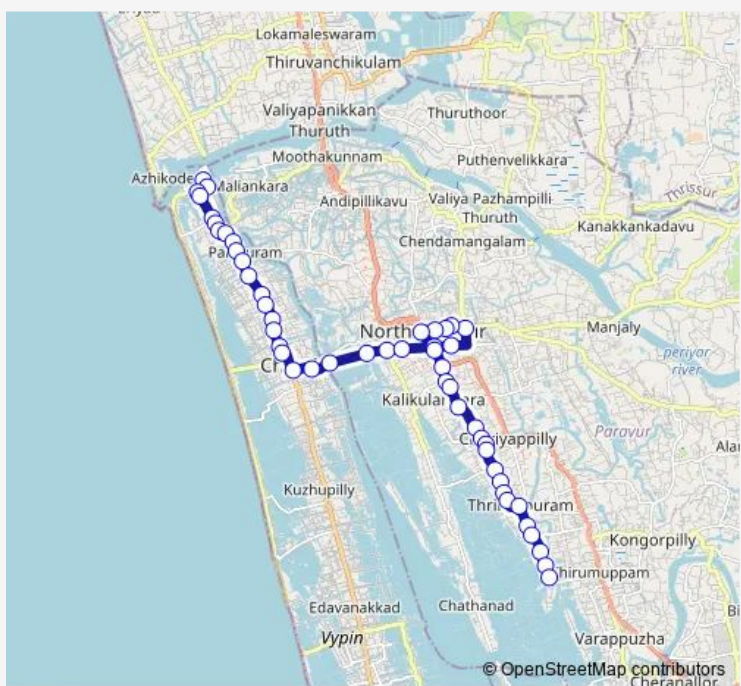 Lokamaleswaram
Thiruvanchikulam
Valiyapanikkan
Thuruth
Thuruthoor
Moothakunnam
Puthenvelikkara
Azhikode
Maliankara
Thrissur
Andipillikavu
Valiya Pazhampilli
Thuruth
Kanakkankadavu
Chendamangalam
Manjaly
periyar
river
Paravur
Kuzhupilly
Kongorpilly
Thirumuppam
Edavanakkad
Chathanad
Vypin
Varappuzha
© OpenStreetMap contributors
Cheranallor